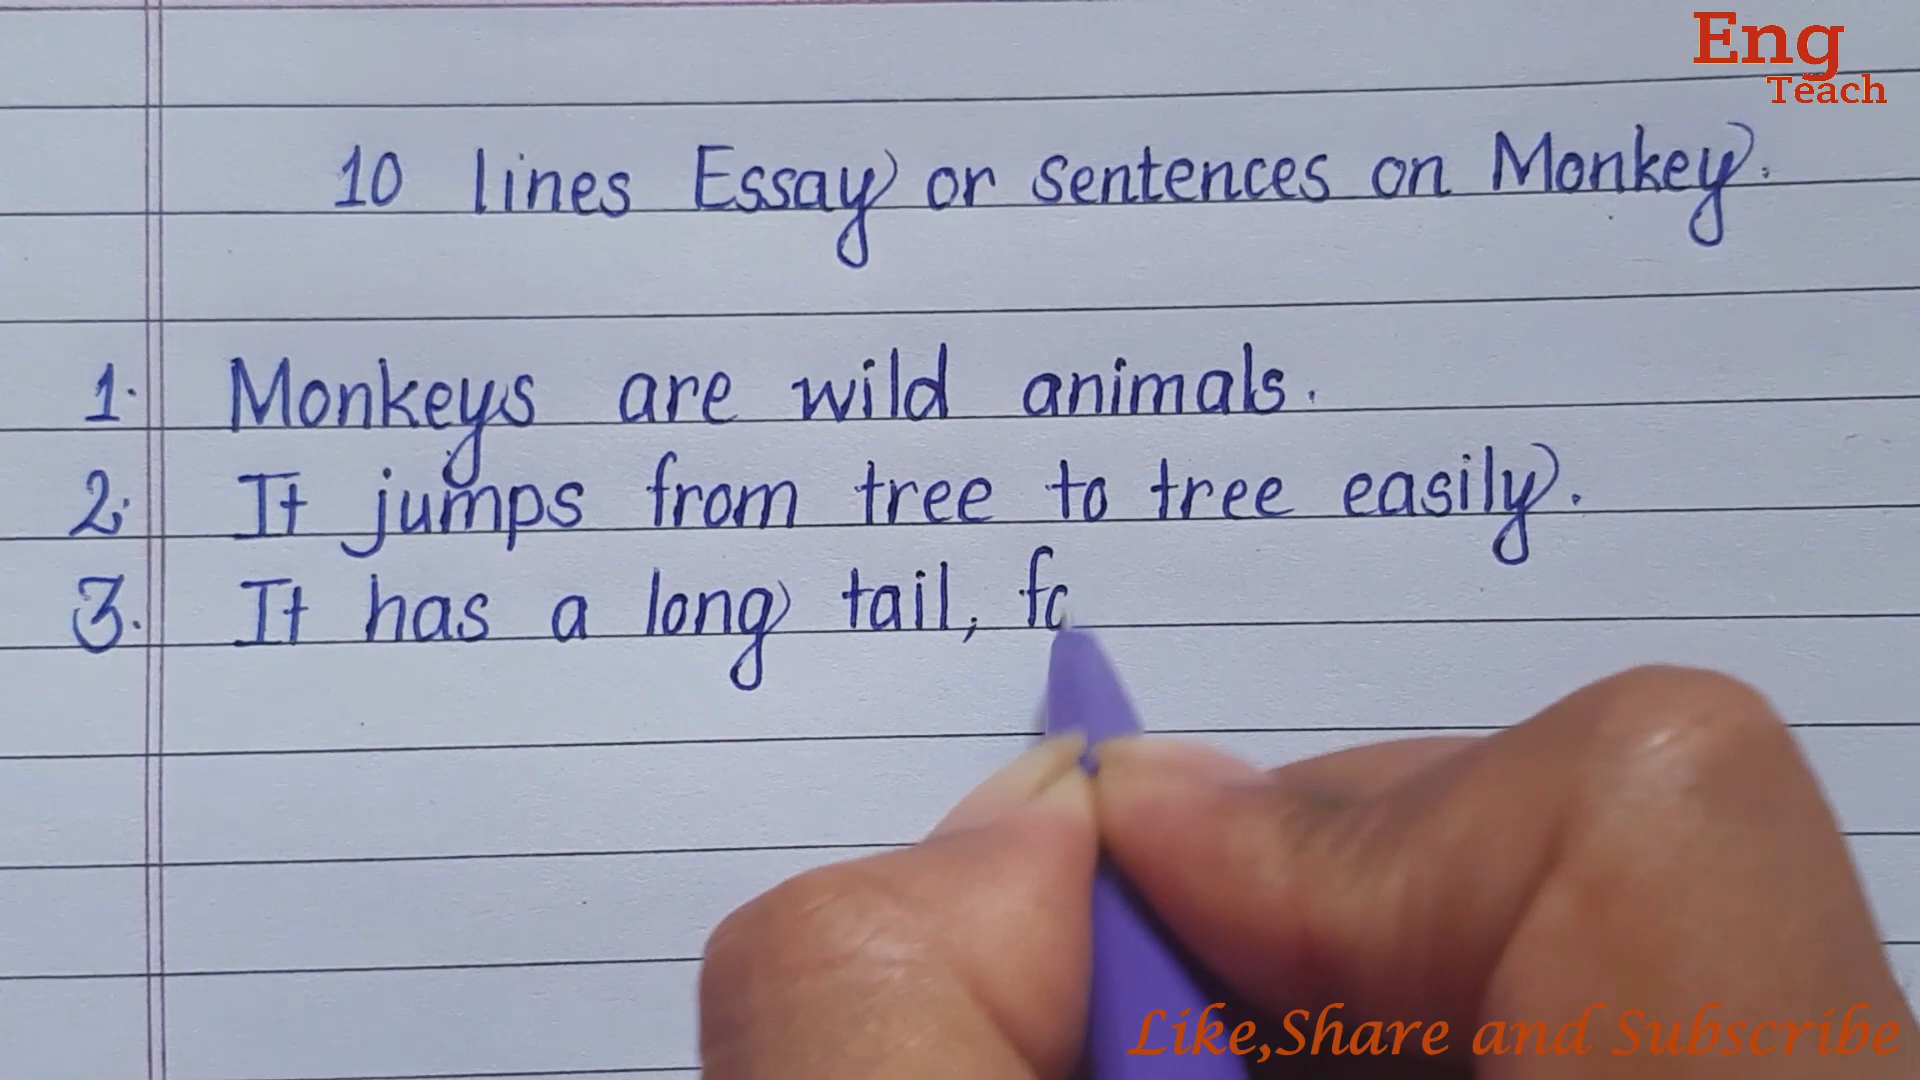 Eng
Teach
10 lines Essay or sentences on Monkey.
1. Monkeys are wild animals.
2. It jumps from tree to tree easily.
3. It has a long tail, fo
Like,Share and Subscribe